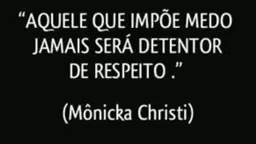 “AQUELE QUE IMPÕE MEDO
JAMAIS SERÁ DETENTOR
DE RESPEITO .”
(Mônicka Christi)